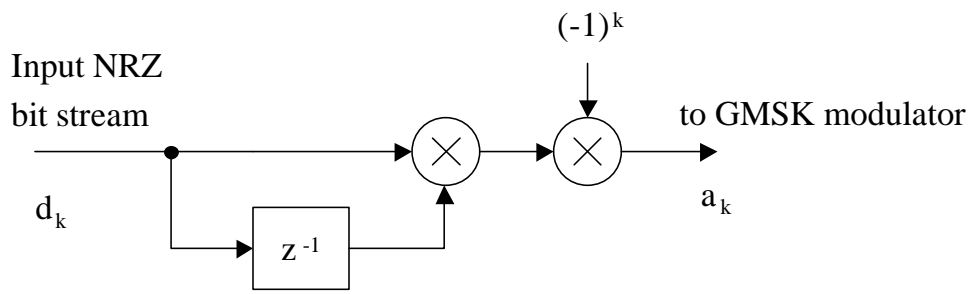 (-1)^k
Input NRZ
bit stream
to GMSK modulator
d_k
a_k
z^-1